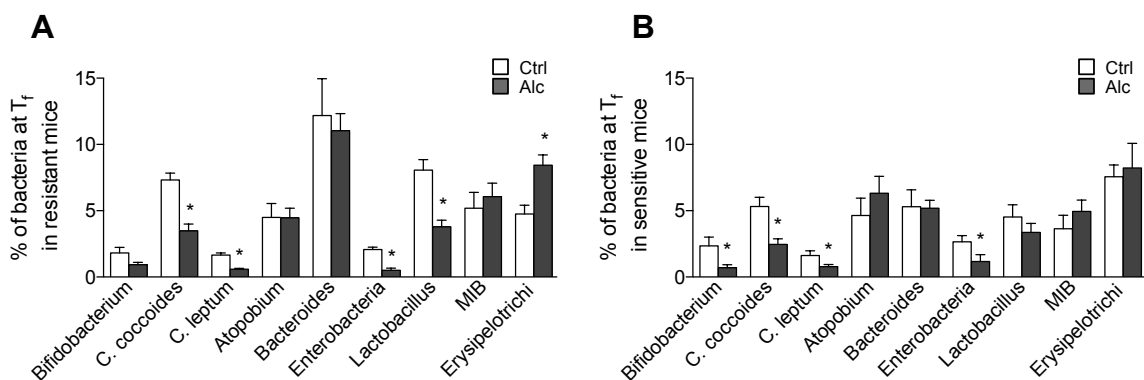 A
% of bacteria at Tf
in resistant mice
15
10
5
0
Ctrl
Alc
*
*
*
*
*
Bifidobacterium
C. coccoides
C. leptum
Atopobium
Bacteroides
Enterobacteria
Lactobacillus
MIB
Erysipelotrichi
B
% of bacteria at Tf
in sensitive mice
15
10
5
0
Ctrl
Alc
*
*
*
*
Bifidobacterium
C. coccoides
C. leptum
Atopobium
Bacteroides
Enterobacteria
Lactobacillus
MIB
Erysipelotrichi